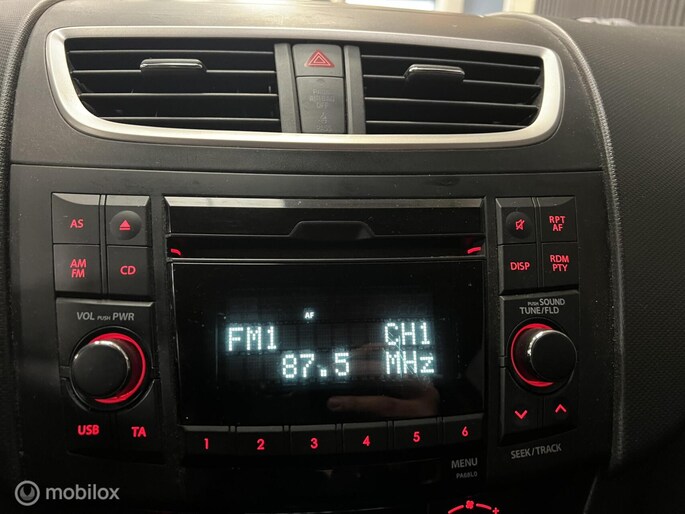 AS
RPT
AF
AM
FM
CD
DISP
RDM
PTY
VOL PUSH PWR
PUSH SOUND
TUNE/FLD
AF
FM1
CH1
87.5 MHz
USB
TA
1 2 3 4 5 6
SEEK/TRACK
MENU
mobilox